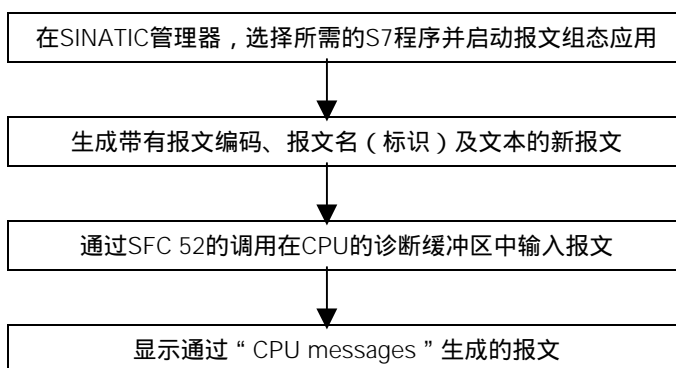 在SINATIC管理器，选择所需的S7程序并启动报文组态应用
生成带有报文编码、报文名（标识）及文本的新报文
通过SFC 52的调用在CPU的诊断缓冲区中输入报文
显示通过“CPU messages”生成的报文